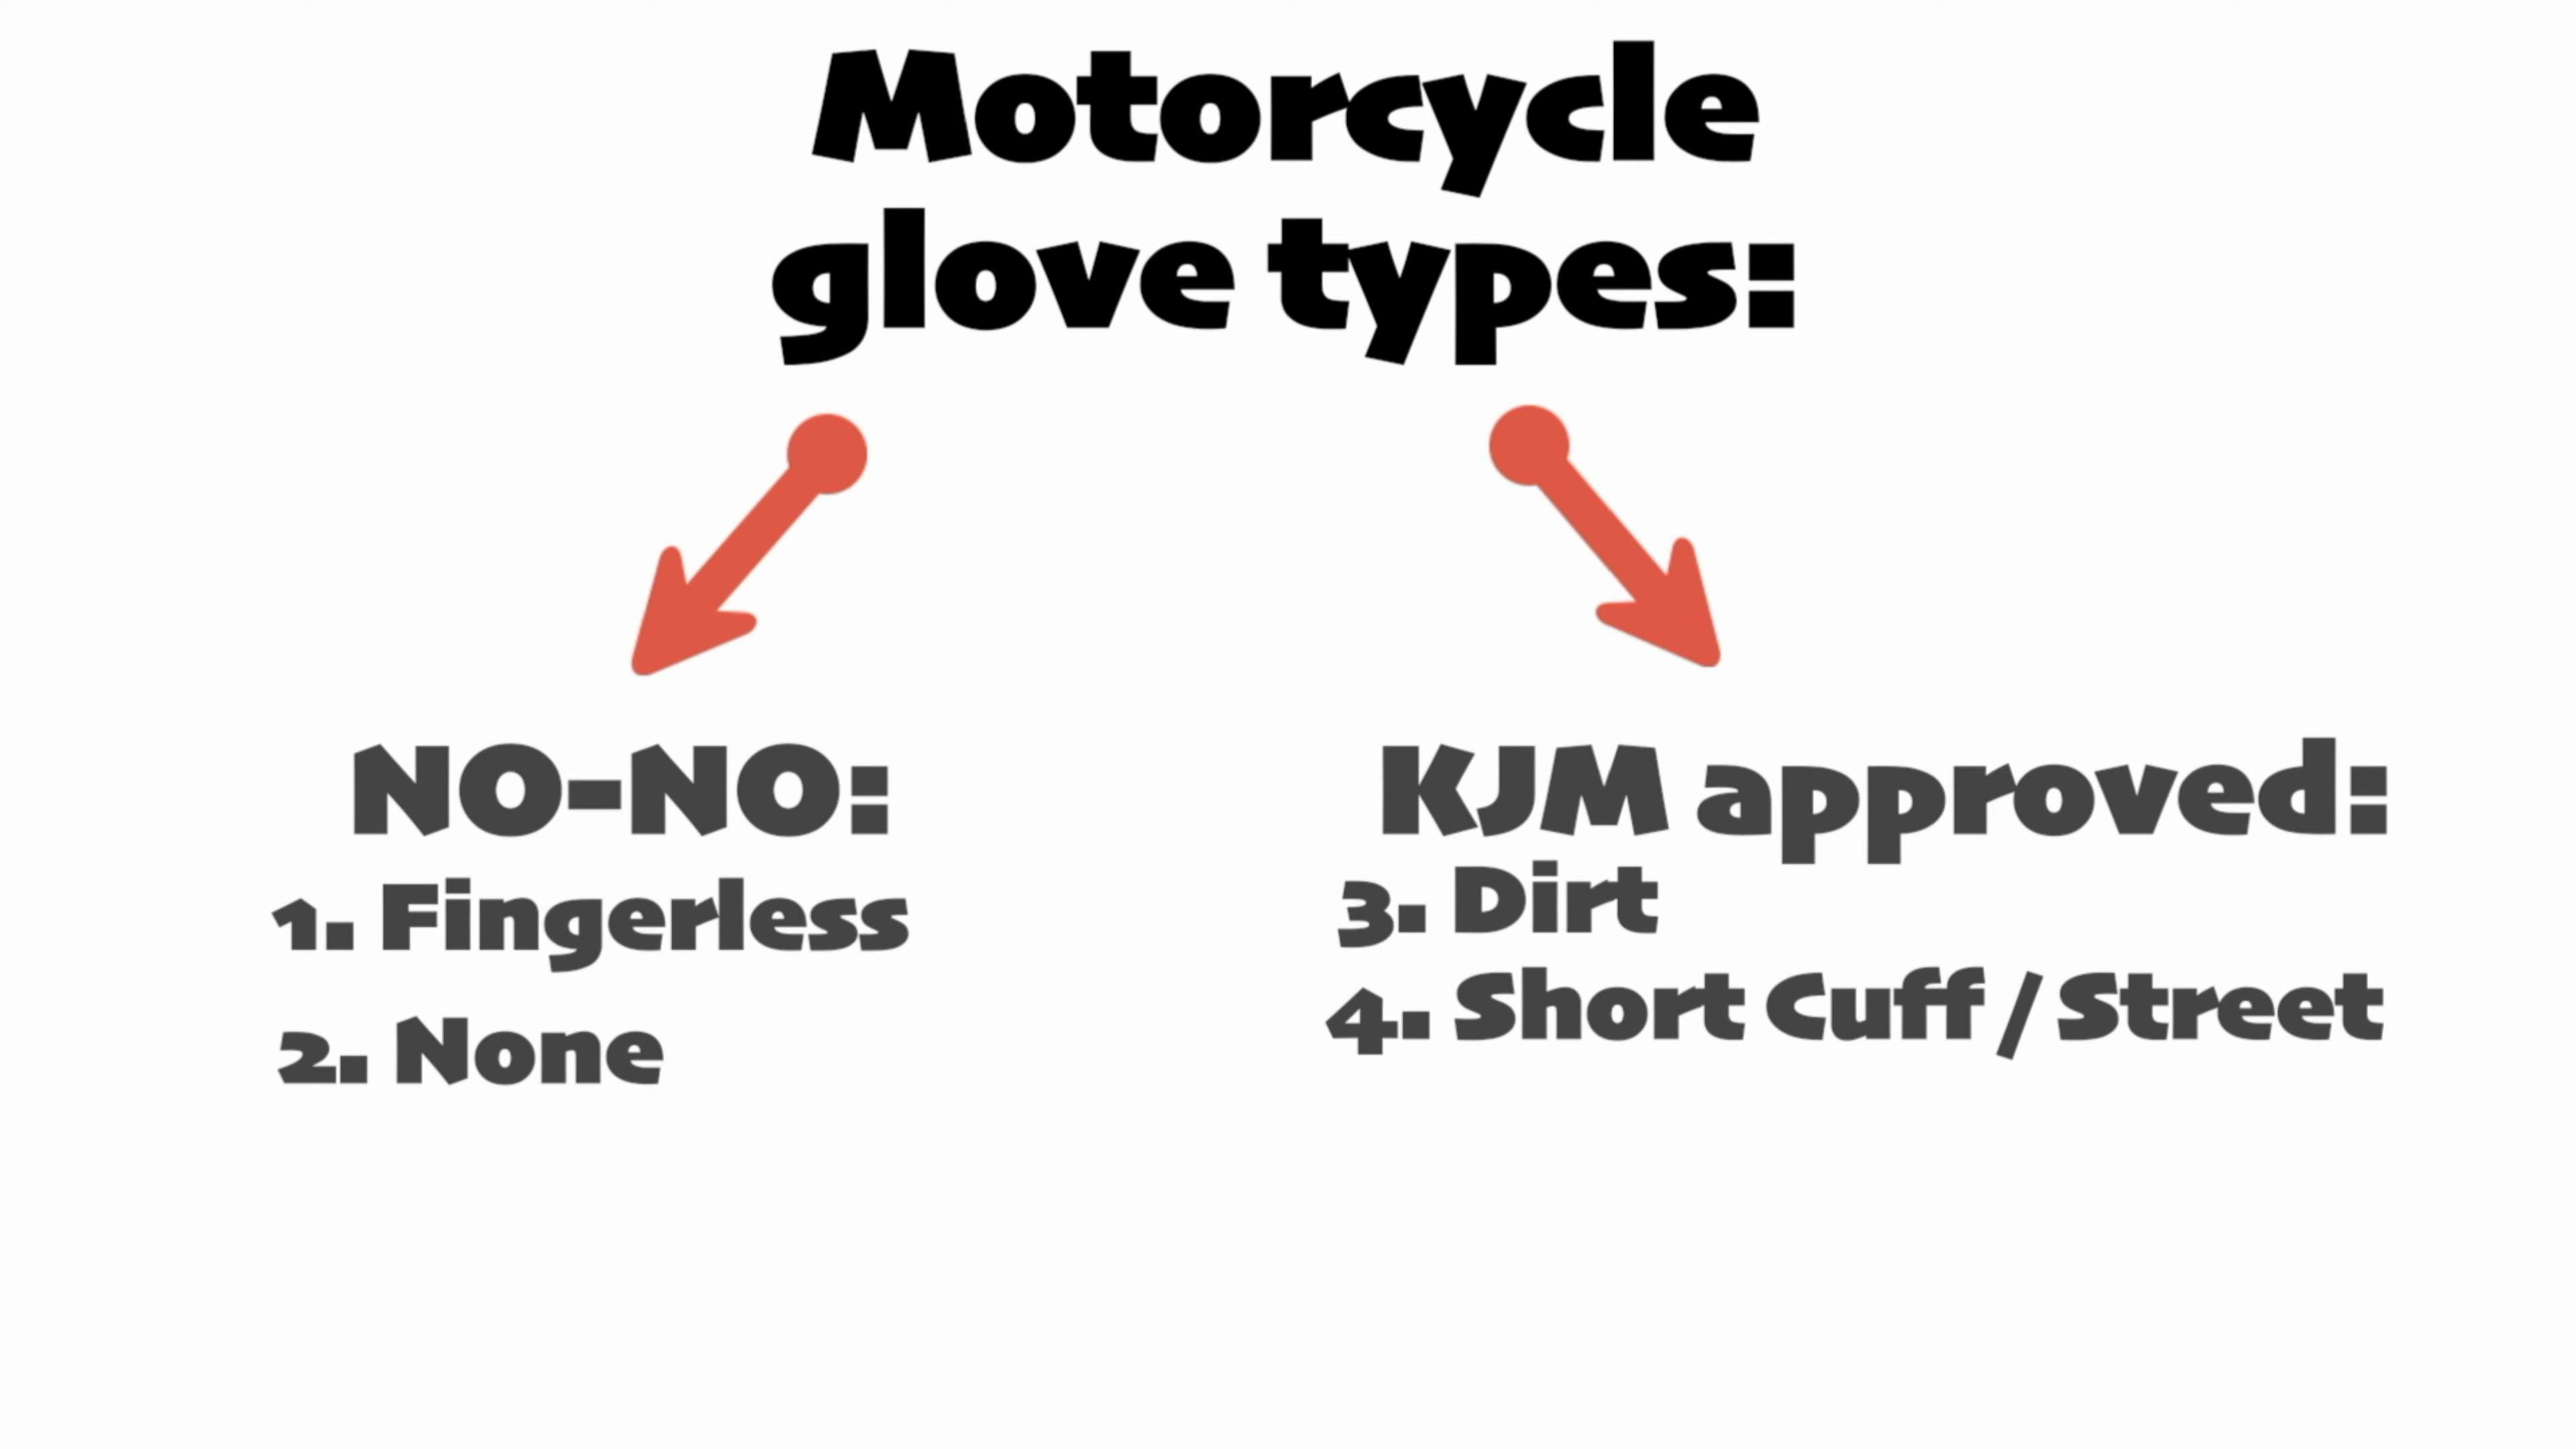 Motorcycle
glove types:
NO-NO:
1. Fingerless
2. None
KJM approved:
3. Dirt
4. Short Cuff / Street